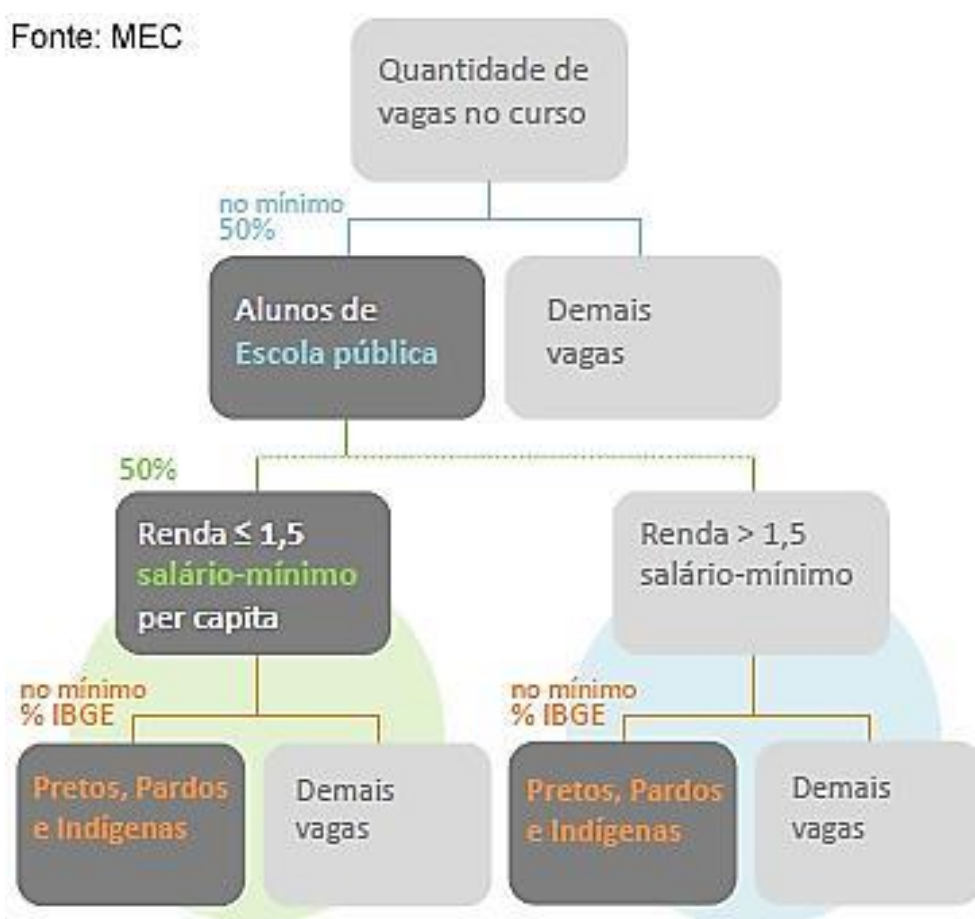 Fonte: MEC
Quantidade de
vagas no curso
no mínimo
50%
Alunos de
Escola pública
Demais
vagas
50%
Renda ≤ 1,5
salário-mínimo
per capita
Renda > 1,5
salário-mínimo
no mínimo
% IBGE
Pretos, Pardos
e Indígenas
Demais
vagas
no mínimo
% IBGE
Pretos, Pardos
e Indígenas
Demais
vagas